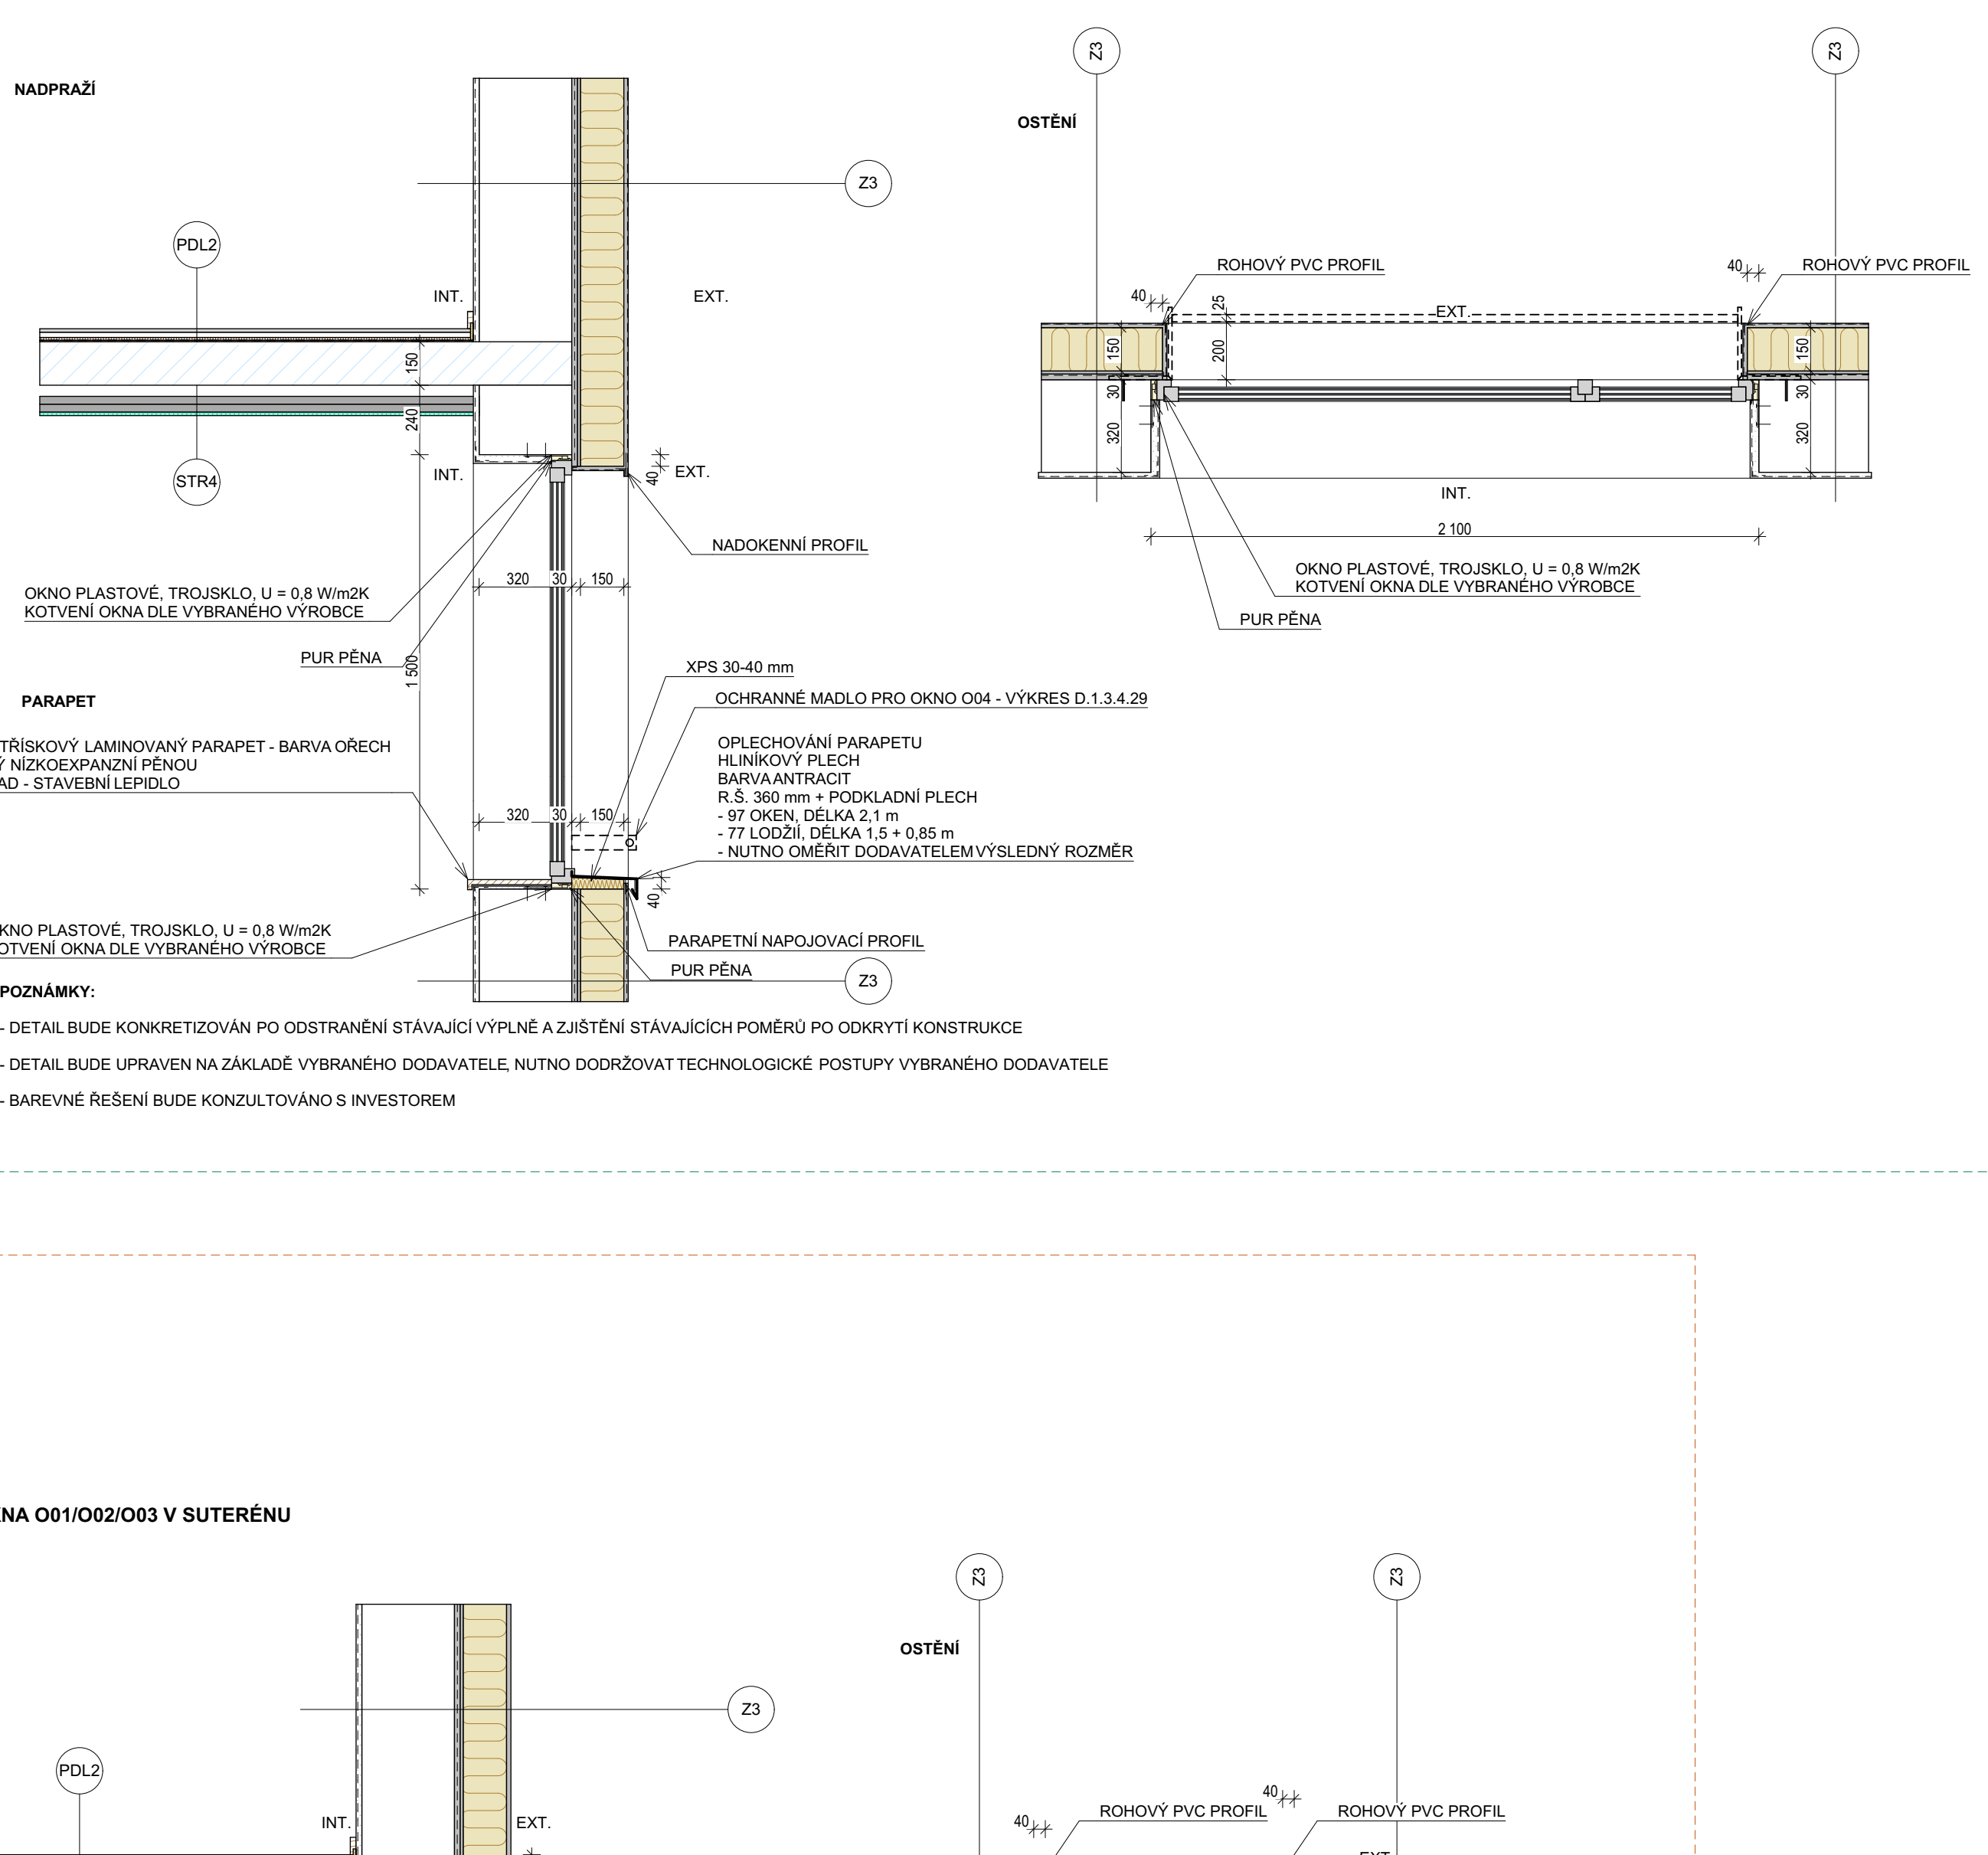 NADPRAŽÍ
Z3
PDL2
INT.
EXT.
150
240
STR4
INT.
40
EXT.
NADOKENNÍ PROFIL
320 30 150
OKNO PLASTOVÉ, TROJSKLO, U = 0,8 W/m2K
KOTVENÍ OKNA DLE VYBRANÉHO VÝROBCE
PUR PĚNA
1 500
XPS 30-40 mm
OCHRANNÉ MADLO PRO OKNO O04 - VÝKRES D.1.3.4.29
PARAPET
TŘÍSKOVÝ LAMINOVANÝ PARAPET - BARVA OŘECH
NÍZKOEXPANZNÍ PĚNOU
- STAVEBNÍ LEPIDLO
OPLECHOVÁNÍ PARAPETU
HLINÍKOVÝ PLECH
BARVA ANTRACIT
R.Š. 360 mm + PODKLADNÍ PLECH
- 97 OKEN, DÉLKA 2,1 m
- 77 LODŽIÍ, DÉLKA 1,5 + 0,85 m
- NUTNO OMĚŘIT DODAVATELEM VÝSLEDNÝ ROZMĚR
320 30 150
40
KNO PLASTOVÉ, TROJSKLO, U = 0,8 W/m2K
OTVENÍ OKNA DLE VYBRANÉHO VÝROBCE
PARAPETNÍ NAPOJOVACÍ PROFIL
PUR PĚNA
Z3
POZNÁMKY:
- DETAIL BUDE KONKRETIZOVÁN PO ODSTRANĚNÍ STÁVAJÍCÍ VÝPLNĚ A ZJIŠTĚNÍ STÁVAJÍCÍCH POMĚRŮ PO ODKRYTÍ KONSTRUKCE
- DETAIL BUDE UPRAVEN NA ZÁKLADĚ VYBRANÉHO DODAVATELE, NUTNO DODRŽOVAT TECHNOLOGICKÉ POSTUPY VYBRANÉHO DODAVATELE
- BAREVNÉ ŘEŠENÍ BUDE KONZULTOVÁNO S INVESTOREM
Z3
Z3
OSTĚNÍ
ROHOVÝ PVC PROFIL
40
ROHOVÝ PVC PROFIL
40
25
EXT.
150
200
150
30
30
320
320
INT.
2 100
OKNO PLASTOVÉ, TROJSKLO, U = 0,8 W/m2K
KOTVENÍ OKNA DLE VYBRANÉHO VÝROBCE
PUR PĚNA
KNA O01/O02/O03 V SUTERÉNU
Z3
Z3
OSTĚNÍ
Z3
PDL2
INT.
EXT.
40
ROHOVÝ PVC PROFIL
40
ROHOVÝ PVC PROFIL
EXT.